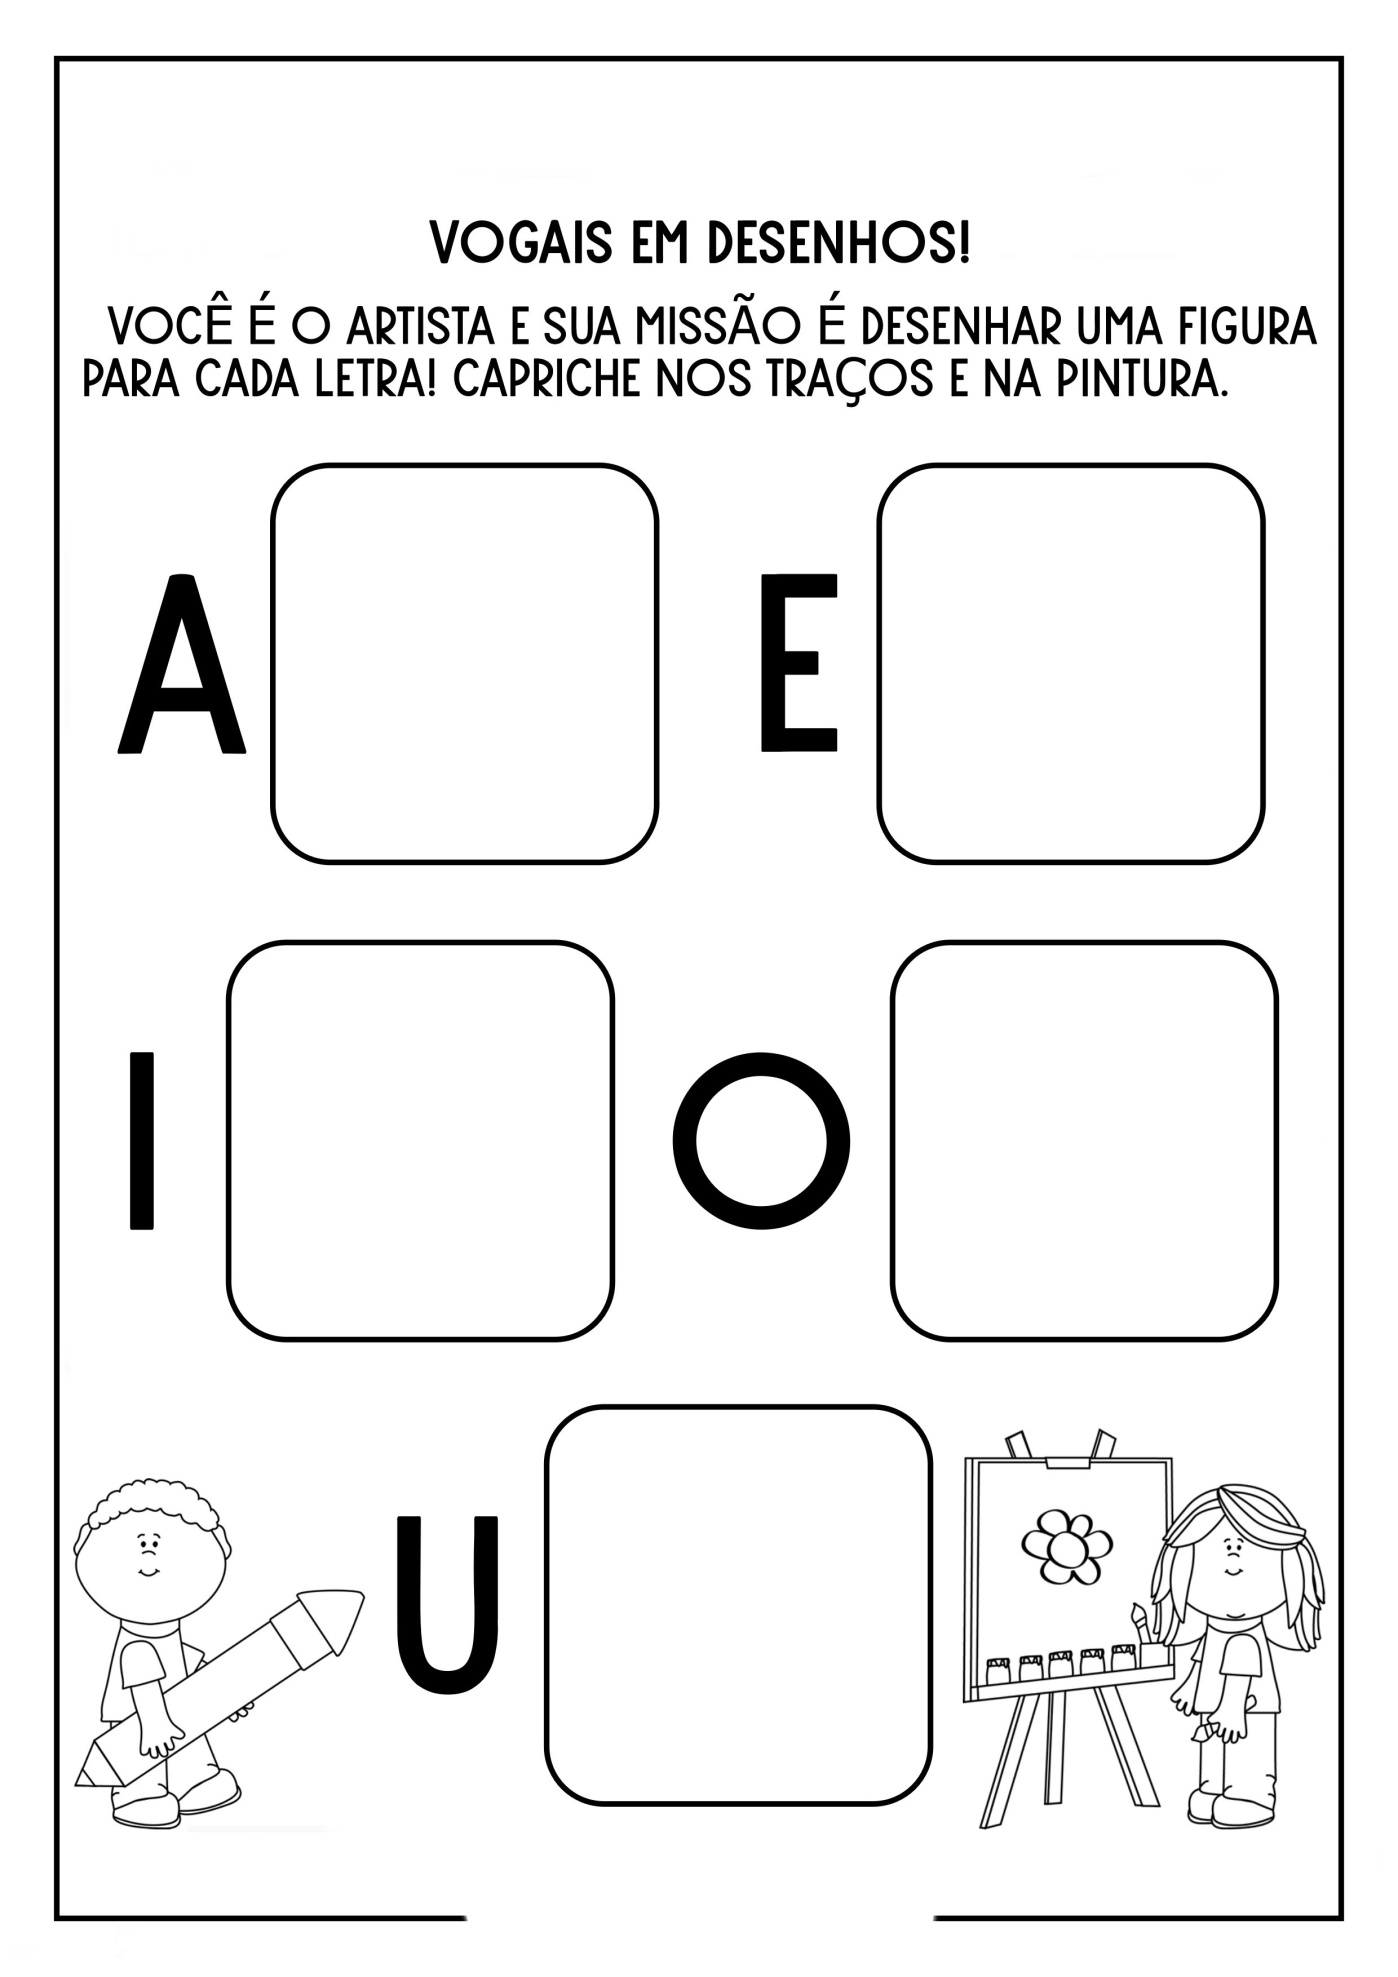 VOGAIS EM DESENHOS!
VOCÊ É O ARTISTA E SUA MISSÃO É DESENHAR UMA FIGURA
PARA CADA LETRA! CAPRICHE NOS TRAÇOS E NA PINTURA.
A
E
I
O
U